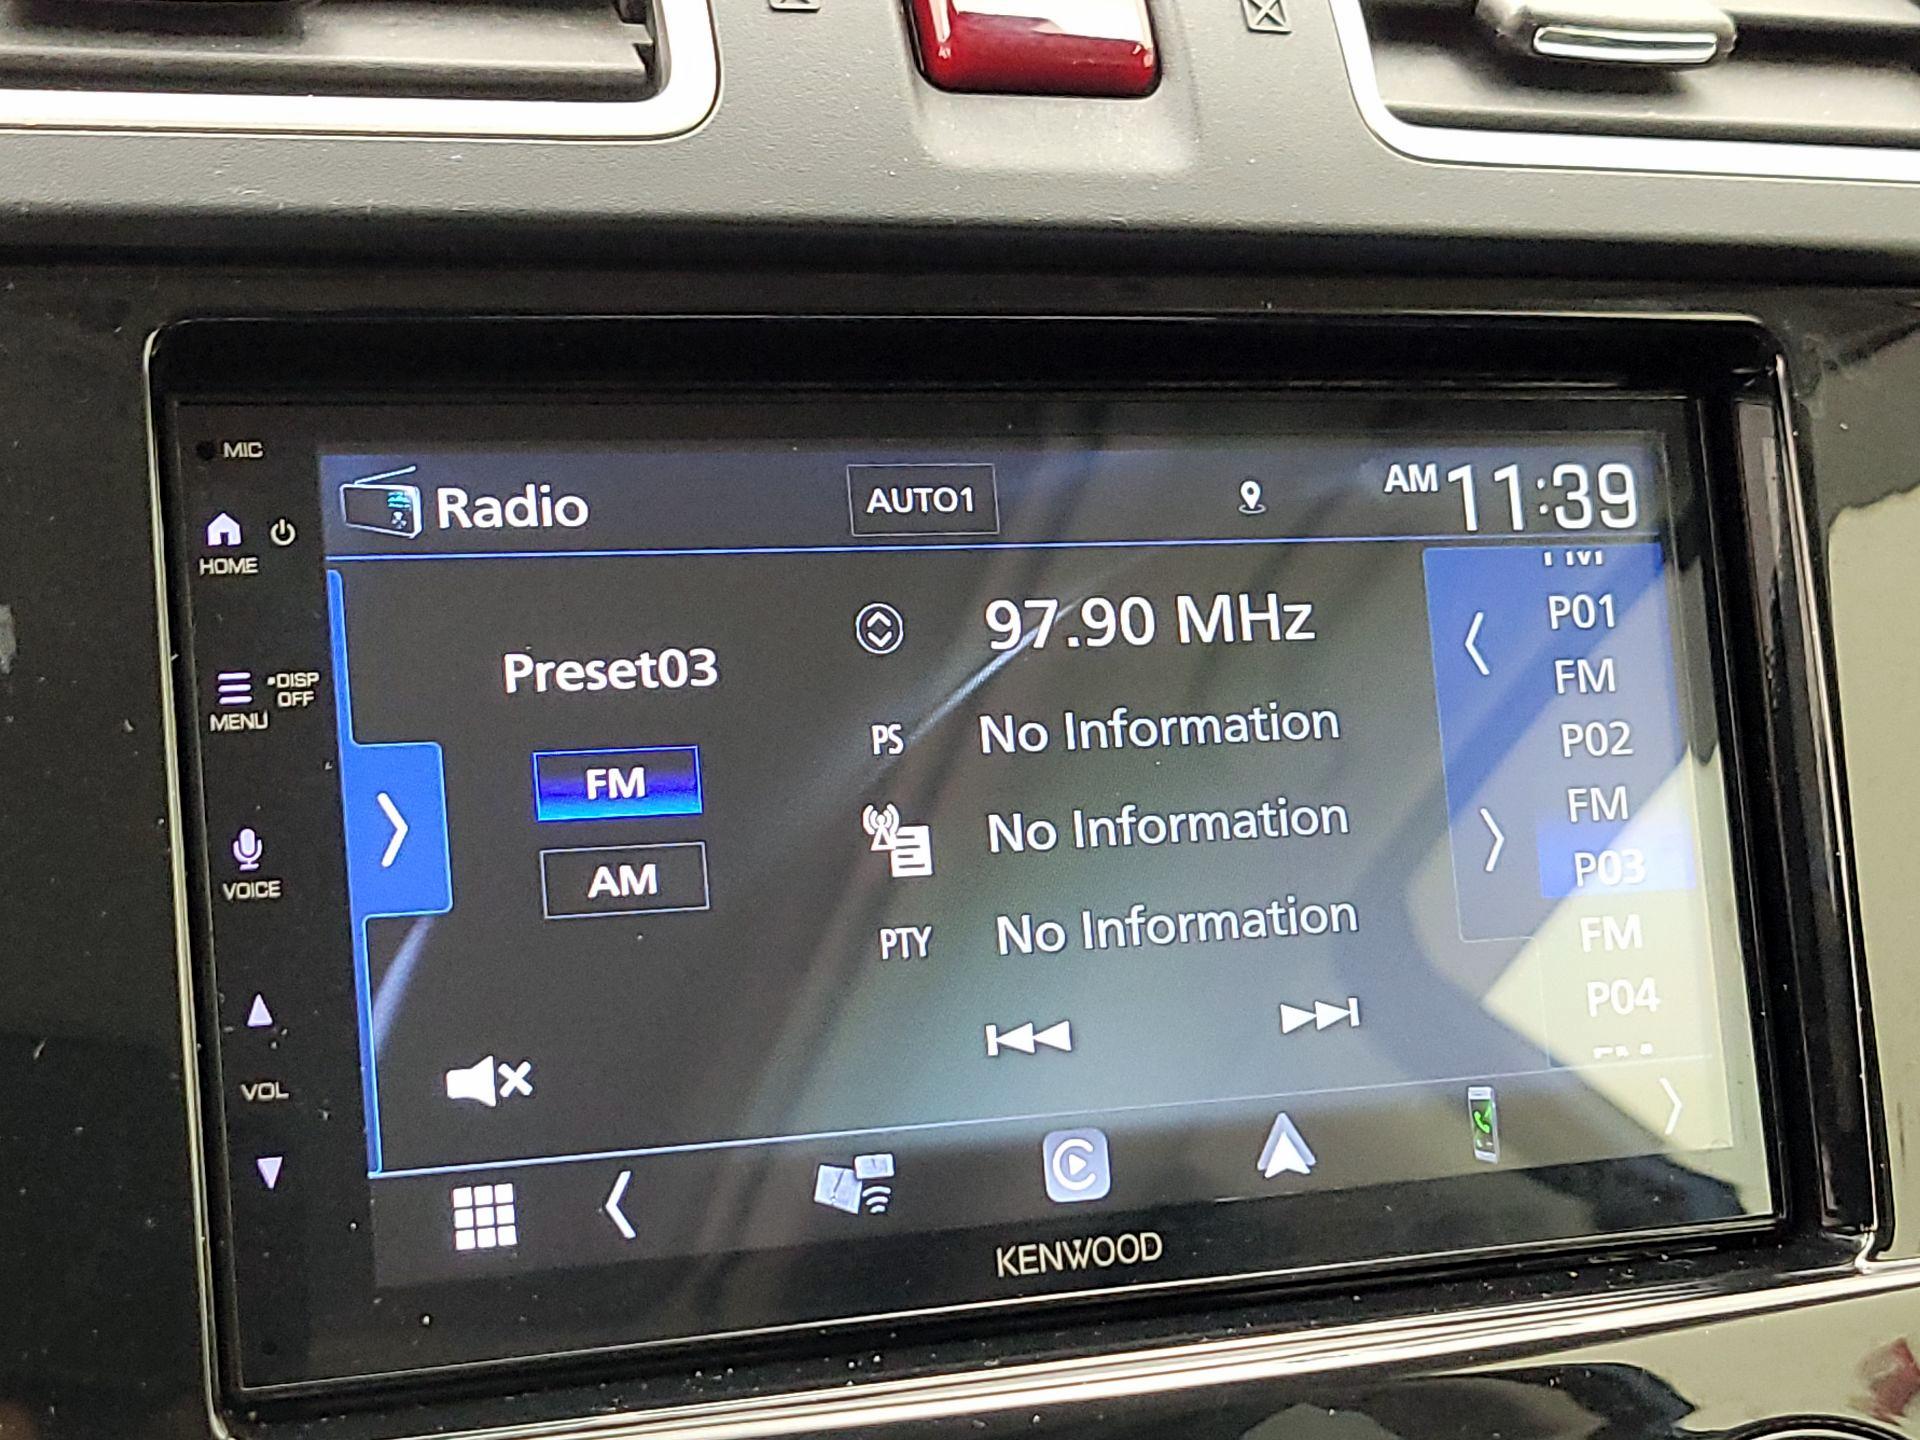 MIC
HOME
•DISP
OFF
MENU
VOICE
VOL
Radio
AUTO1
AM 11:39
Preset03
FM
AM
97.90 MHz
PS No Information
No Information
PTY No Information
FM
P01
FM
P02
FM
P03
FM
P04
KENWOOD